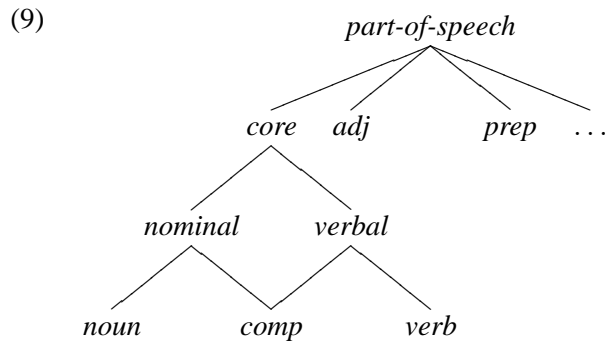 (9) part-of-speech
core adj prep ...
nominal verbal
noun comp verb